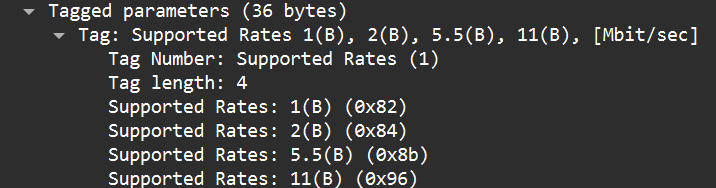 Tagged parameters (36 bytes)
Tag: Supported Rates 1(B), 2(B), 5.5(B), 11(B), [Mbit/sec]
Tag Number: Supported Rates (1)
Tag length: 4
Supported Rates: 1(B) (0x82)
Supported Rates: 2(B) (0x84)
Supported Rates: 5.5(B) (0x8b)
Supported Rates: 11(B) (0x96)